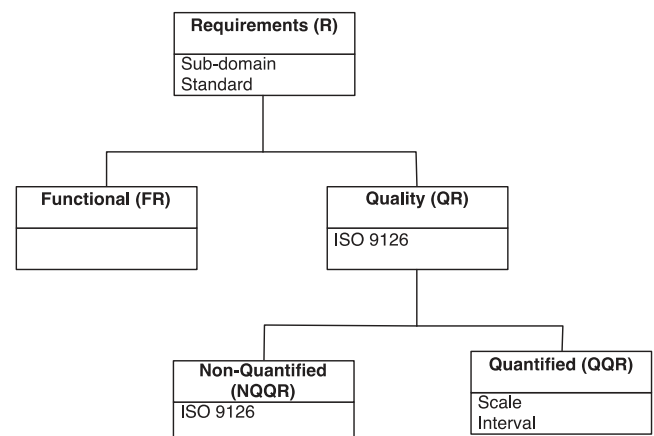 Requirements (R)
Sub-domain
Standard
Functional (FR)
Quality (QR)
ISO 9126
Non-Quantified
(NQQR)
ISO 9126
Quantified (QQR)
Scale
Interval